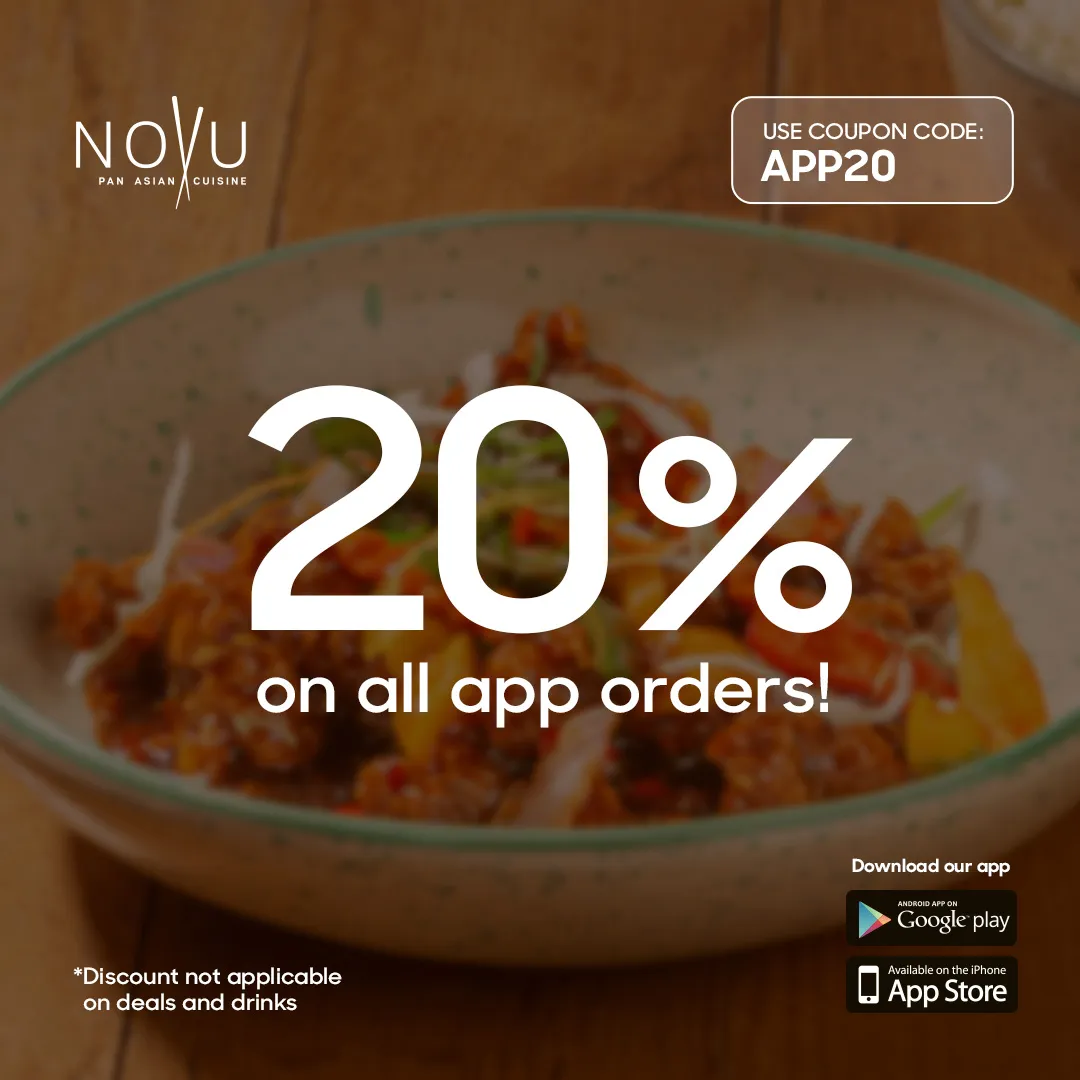 NOVU
PAN ASIAN CUISINE
USE COUPON CODE:
APP20
20%
on all app orders!
Download our app
ANDROID APP ON
Google play
Available on the iPhone
App Store
*Discount not applicable
on deals and drinks